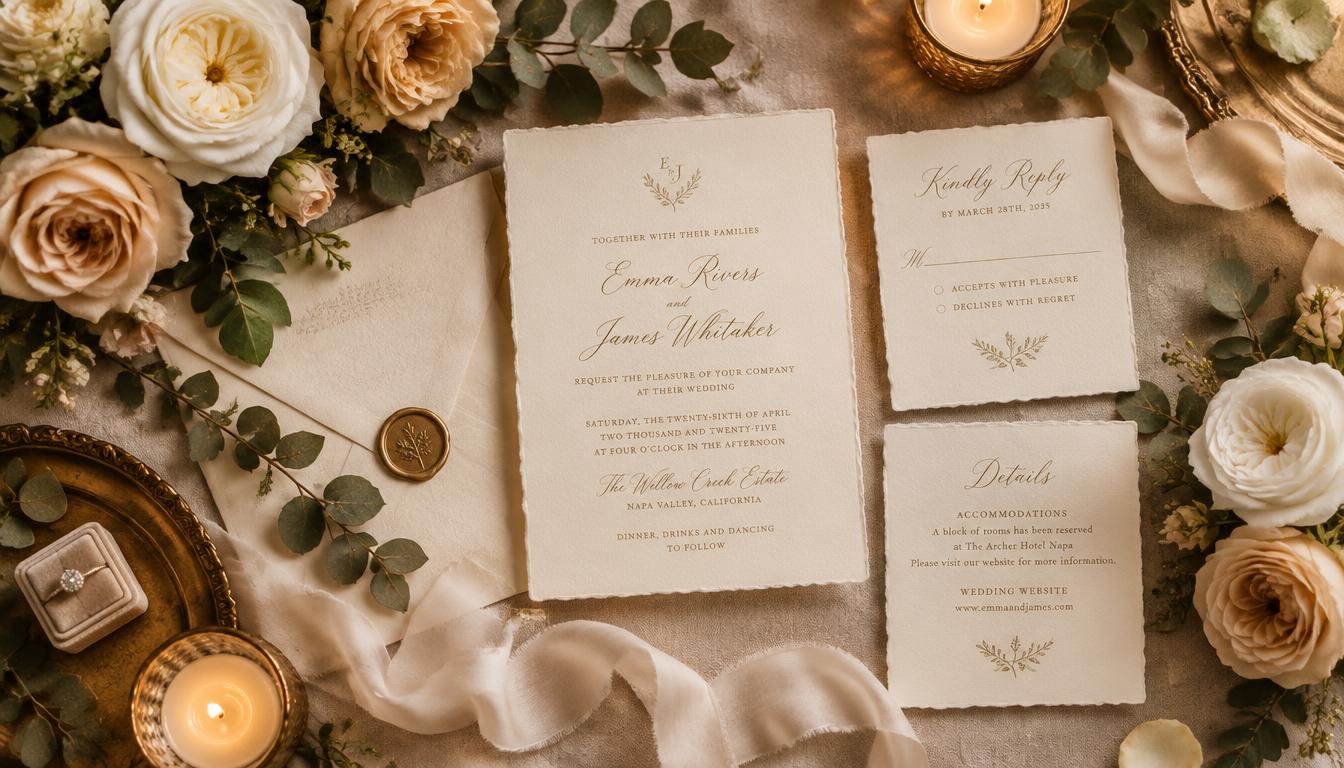 E & J
TOGETHER WITH THEIR FAMILIES
Emma Rivers
and
James Whitaker
REQUEST THE PLEASURE OF YOUR COMPANY
AT THEIR WEDDING
SATURDAY, THE TWENTY-SIXTH OF APRIL
TWO THOUSAND AND TWENTY-FIVE
AT FOUR O'CLOCK IN THE AFTERNOON
The Willow Creek Estate
NAPA VALLEY, CALIFORNIA
DINNER, DRINKS AND DANCING
TO FOLLOW
Kindly Reply
BY MARCH 28TH, 2035
M
ACCEPTS WITH PLEASURE
DECLINES WITH REGRET
Details
ACCOMMODATIONS
A block of rooms has been reserved
at The Archer Hotel Napa
Please visit our website for more information.
WEDDING WEBSITE
www.emmaandjames.com